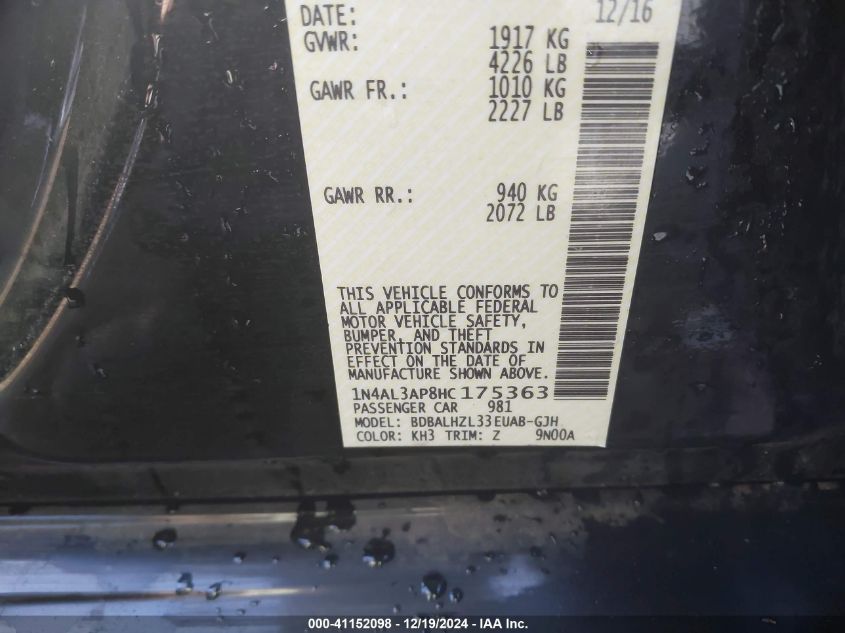 DATE: 12/16
GVWR: 1917 KG
4226 LB
GAWR FR.: 1010 KG
2227 LB
GAWR RR.: 940 KG
2072 LB
THIS VEHICLE CONFORMS TO
ALL APPLICABLE FEDERAL
MOTOR VEHICLE SAFETY,
BUMPER, AND THEFT
PREVENTION STANDARDS IN
EFFECT ON THE DATE OF
MANUFACTURE SHOWN ABOVE.
1N4AL3AP8HC175363
PASSENGER CAR 981
MODEL: BDBALHZL33EUAB-GJH
COLOR: KH3 TRIM: Z 9N00A
000-41152098 - 12/19/2024 - IAA Inc.